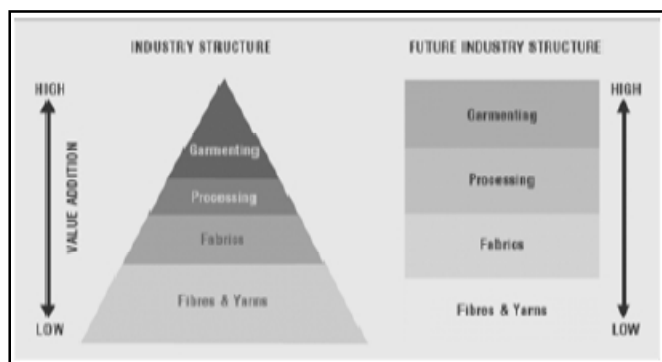 INDUSTRY STRUCTURE
HIGH
VALUE ADDITION
LOW
Garmenting
Processing
Fabrics
Fibres & Yarns
FUTURE INDUSTRY STRUCTURE
HIGH
Garmenting
Processing
Fabrics
Fibres & Yarns
LOW